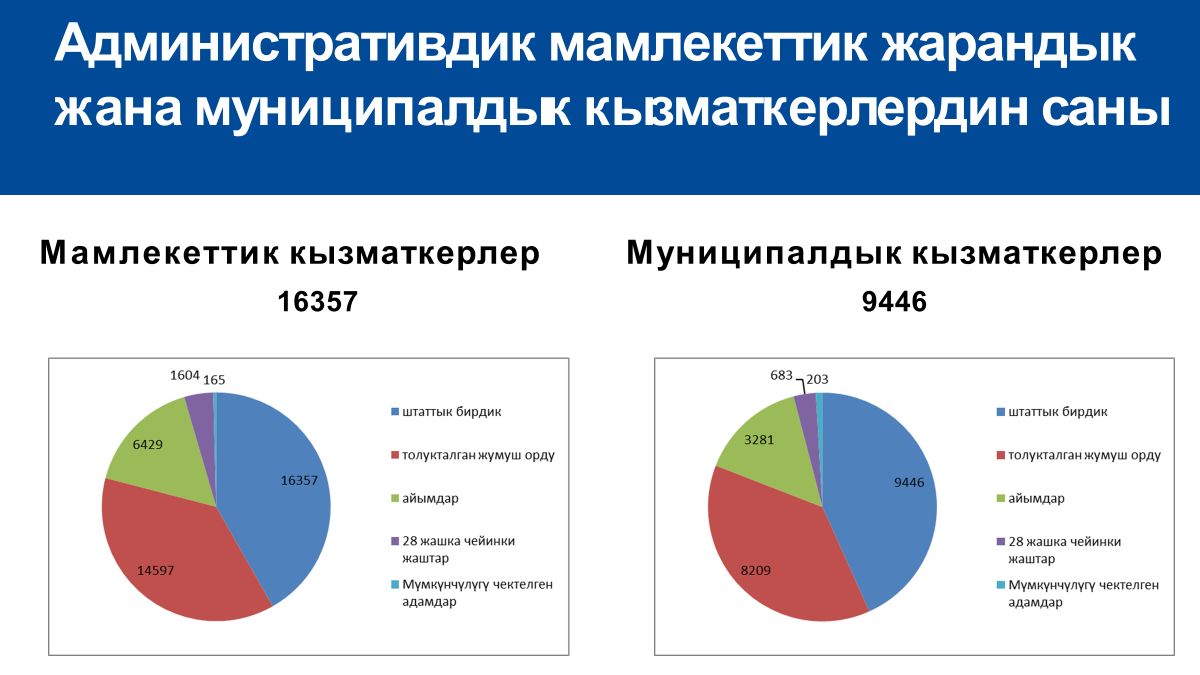 Административдик мамлекеттик жарандык
жана муниципалдык кызматкерлердин саны
Мамлекеттик кызматкерлер
16357
1604
165
6429
16357
14597
штаттык бирдик
толукталган жумуш орду
айымдар
28 жашка чейинки
жаштар
Мүмкүнчүлүгү чектелген
адамдар
Муниципалдык кызматкерлер
9446
683
203
3281
9446
8209
штаттык бирдик
толукталган жумуш орду
айымдар
28 жашка чейинки
жаштар
Мүмкүнчүлүгү чектелген
адамдар